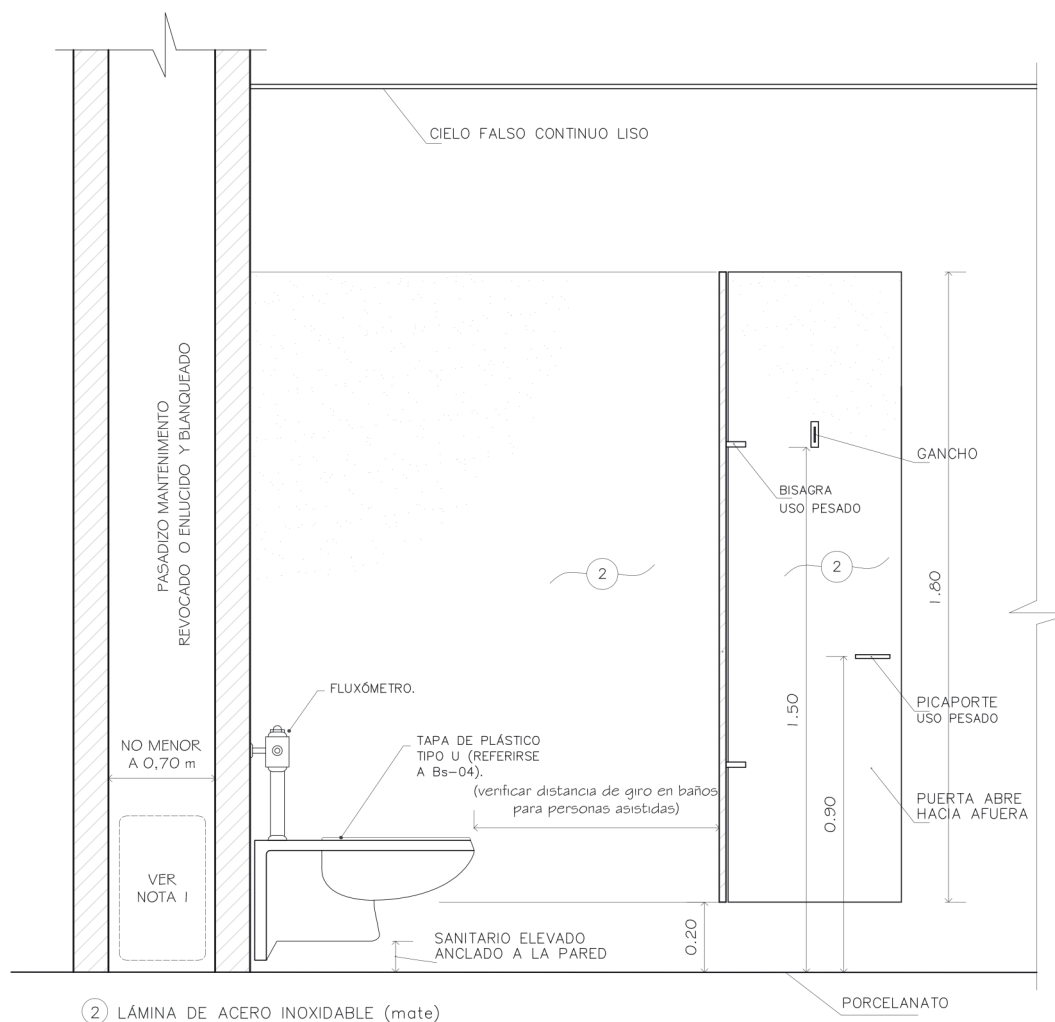 CIELO FALSO CONTINUO LISO
PASADIZO MANTENIMENTO
REVOCADO O ENLUCIDO Y BLANQUEADO
GANCHO
BISAGRA
USO PESADO
2
2
1.80
FLUXÓMETRO.
PICAPORTE
USO PESADO
1.50
NO MENOR
A 0,70 m
TAPA DE PLÁSTICO
TIPO U (REFERIRSE
A Bs-04).
(verificar distancia de giro en baños
para personas asistidas)
0.90
PUERTA ABRE
HACIA AFUERA
VER
NOTA 1
SANITARIO ELEVADO
ANCLADO A LA PARED
0.20
PORCELANATO
2 LÁMINA DE ACERO INOXIDABLE (mate)